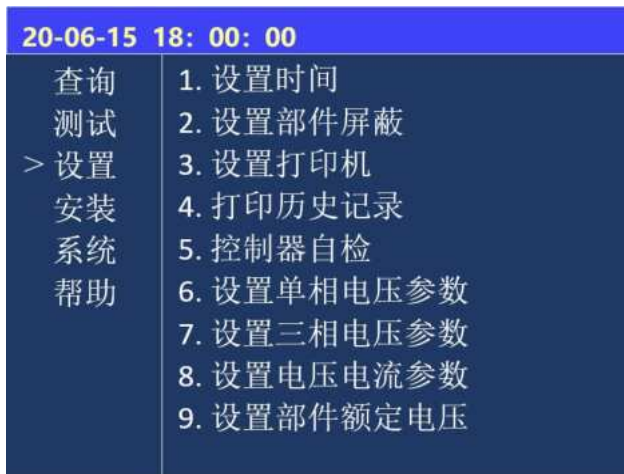 20-06-15 18: 00: 00
查询
测试
> 设置
安装
系统
帮助
1. 设置时间
2. 设置部件屏蔽
3. 设置打印机
4. 打印历史记录
5. 控制器自检
6. 设置单相电压参数
7. 设置三相电压参数
8. 设置电压电流参数
9. 设置部件额定电压